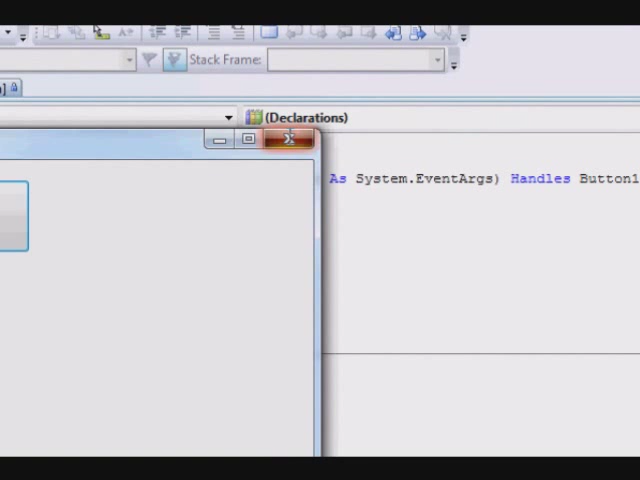 Stack Frame:
(Declarations)
As System.EventArgs) Handles Button1